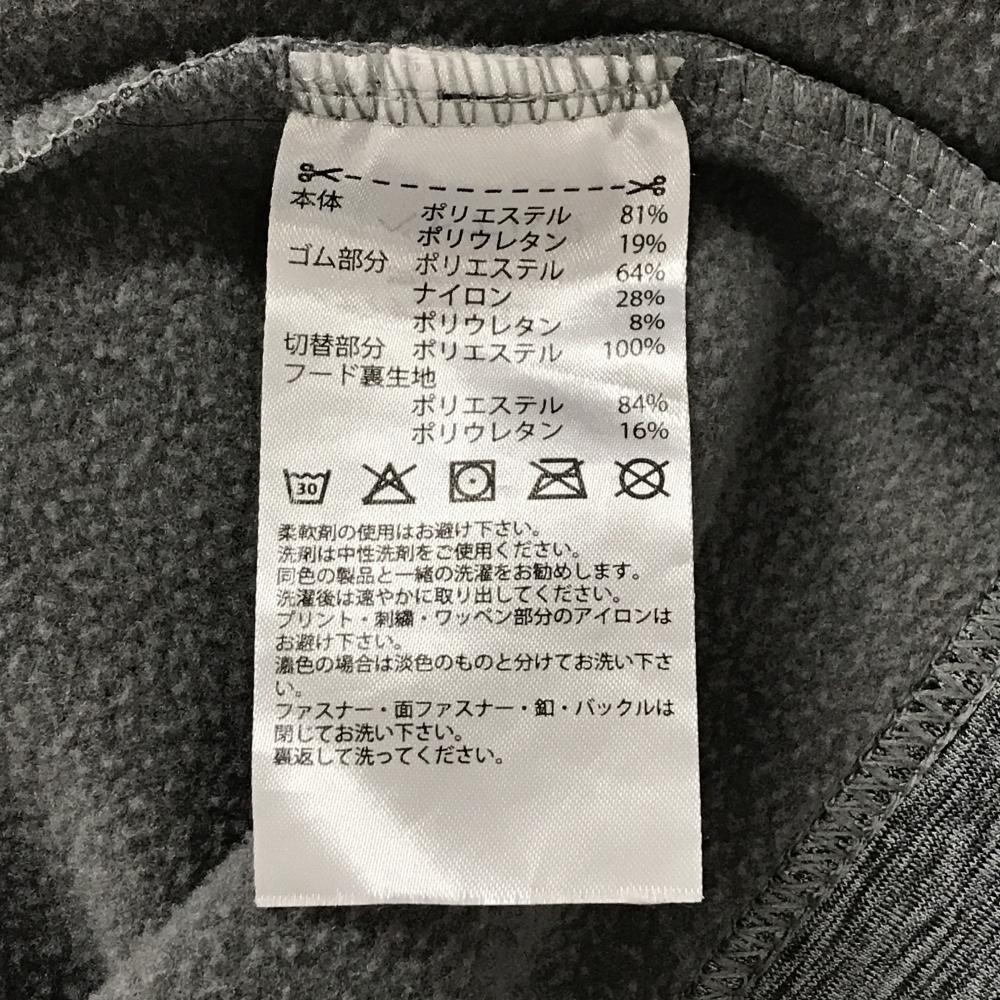 本体 ポリエステル 81%
ポリウレタン 19%
ゴム部分 ポリエステル 64%
ナイロン 28%
ポリウレタン 8%
切替部分 ポリエステル 100%
フード裏生地
ポリエステル 84%
ポリウレタン 16%
30
柔軟剤の使用はお避け下さい。
洗剤は中性洗剤をご使用ください。
同色の製品と一緒の洗濯をお勧めします。
洗濯後は速やかに取り出してください。
プリント・刺繍・ワッペン部分のアイロンは
お避け下さい。
濃色の場合は淡色のものと分けてお洗い下さ
い。
ファスナー・面ファスナー・釦・バックルは
閉じてお洗い下さい。
裏返して洗ってください。